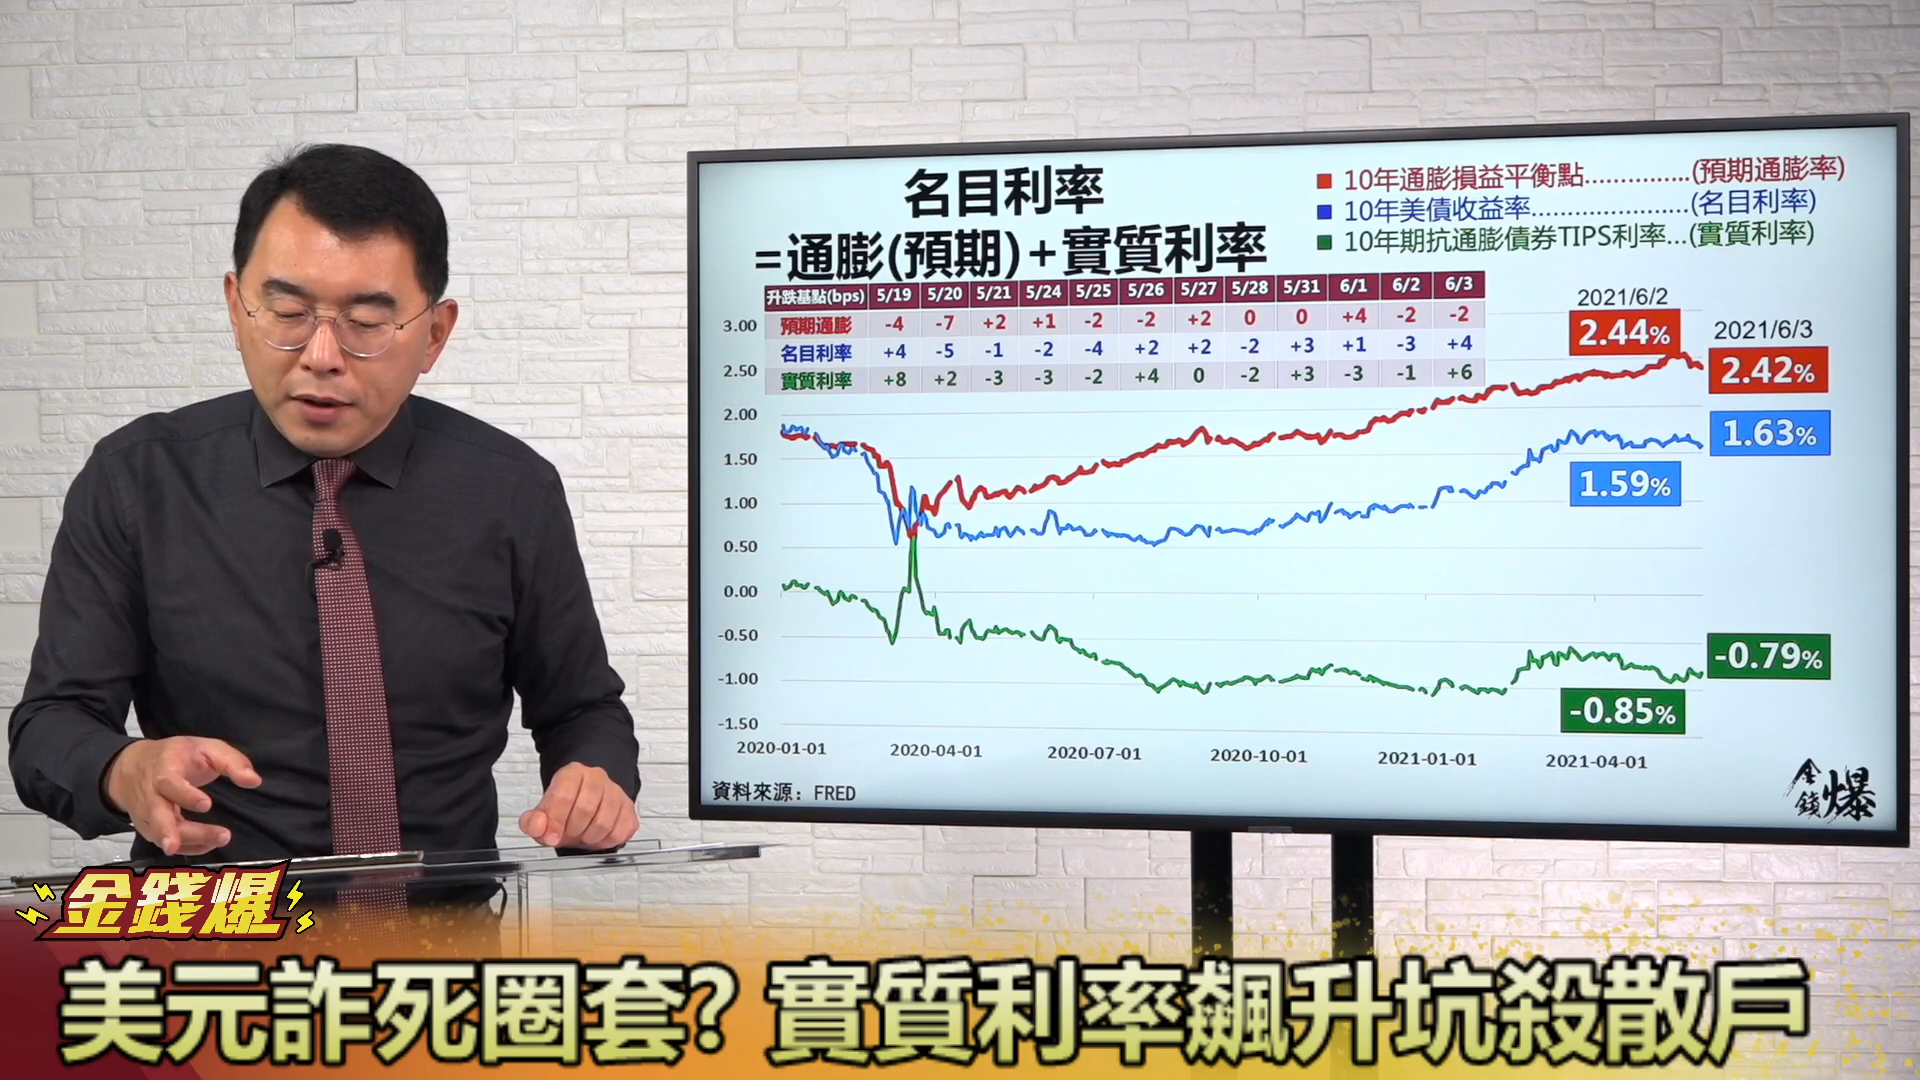 名目利率
=通膨(預期)+實質利率
10年通膨損益平衡點...............(預期通膨率)
10年美債收益率......................(名目利率)
10年期抗通膨債券TIPS利率...(實質利率)
升跌基點(bps) 5/19 5/20 5/21 5/24 5/25 5/26 5/27 5/28 5/31 6/1 6/2 6/3
預期通膨 -4 -7 +2 +1 -2 -2 +2 0 0 +4 -2 -2
名目利率 +4 -5 -1 -2 -4 +2 +2 -2 +3 +1 -3 +4
實質利率 +8 +2 -3 -3 -2 +4 0 -2 +3 -3 -1 +6
2021/6/2
2.44%
2021/6/3
2.42%
1.63%
1.59%
-0.79%
-0.85%
3.00
2.50
2.00
1.50
1.00
0.50
0.00
-0.50
-1.00
-1.50
2020-01-01 2020-04-01 2020-07-01 2020-10-01 2021-01-01 2021-04-01
資料來源：FRED
金錢爆
金錢爆
美元詐死圈套? 實質利率飆升坑殺散戶